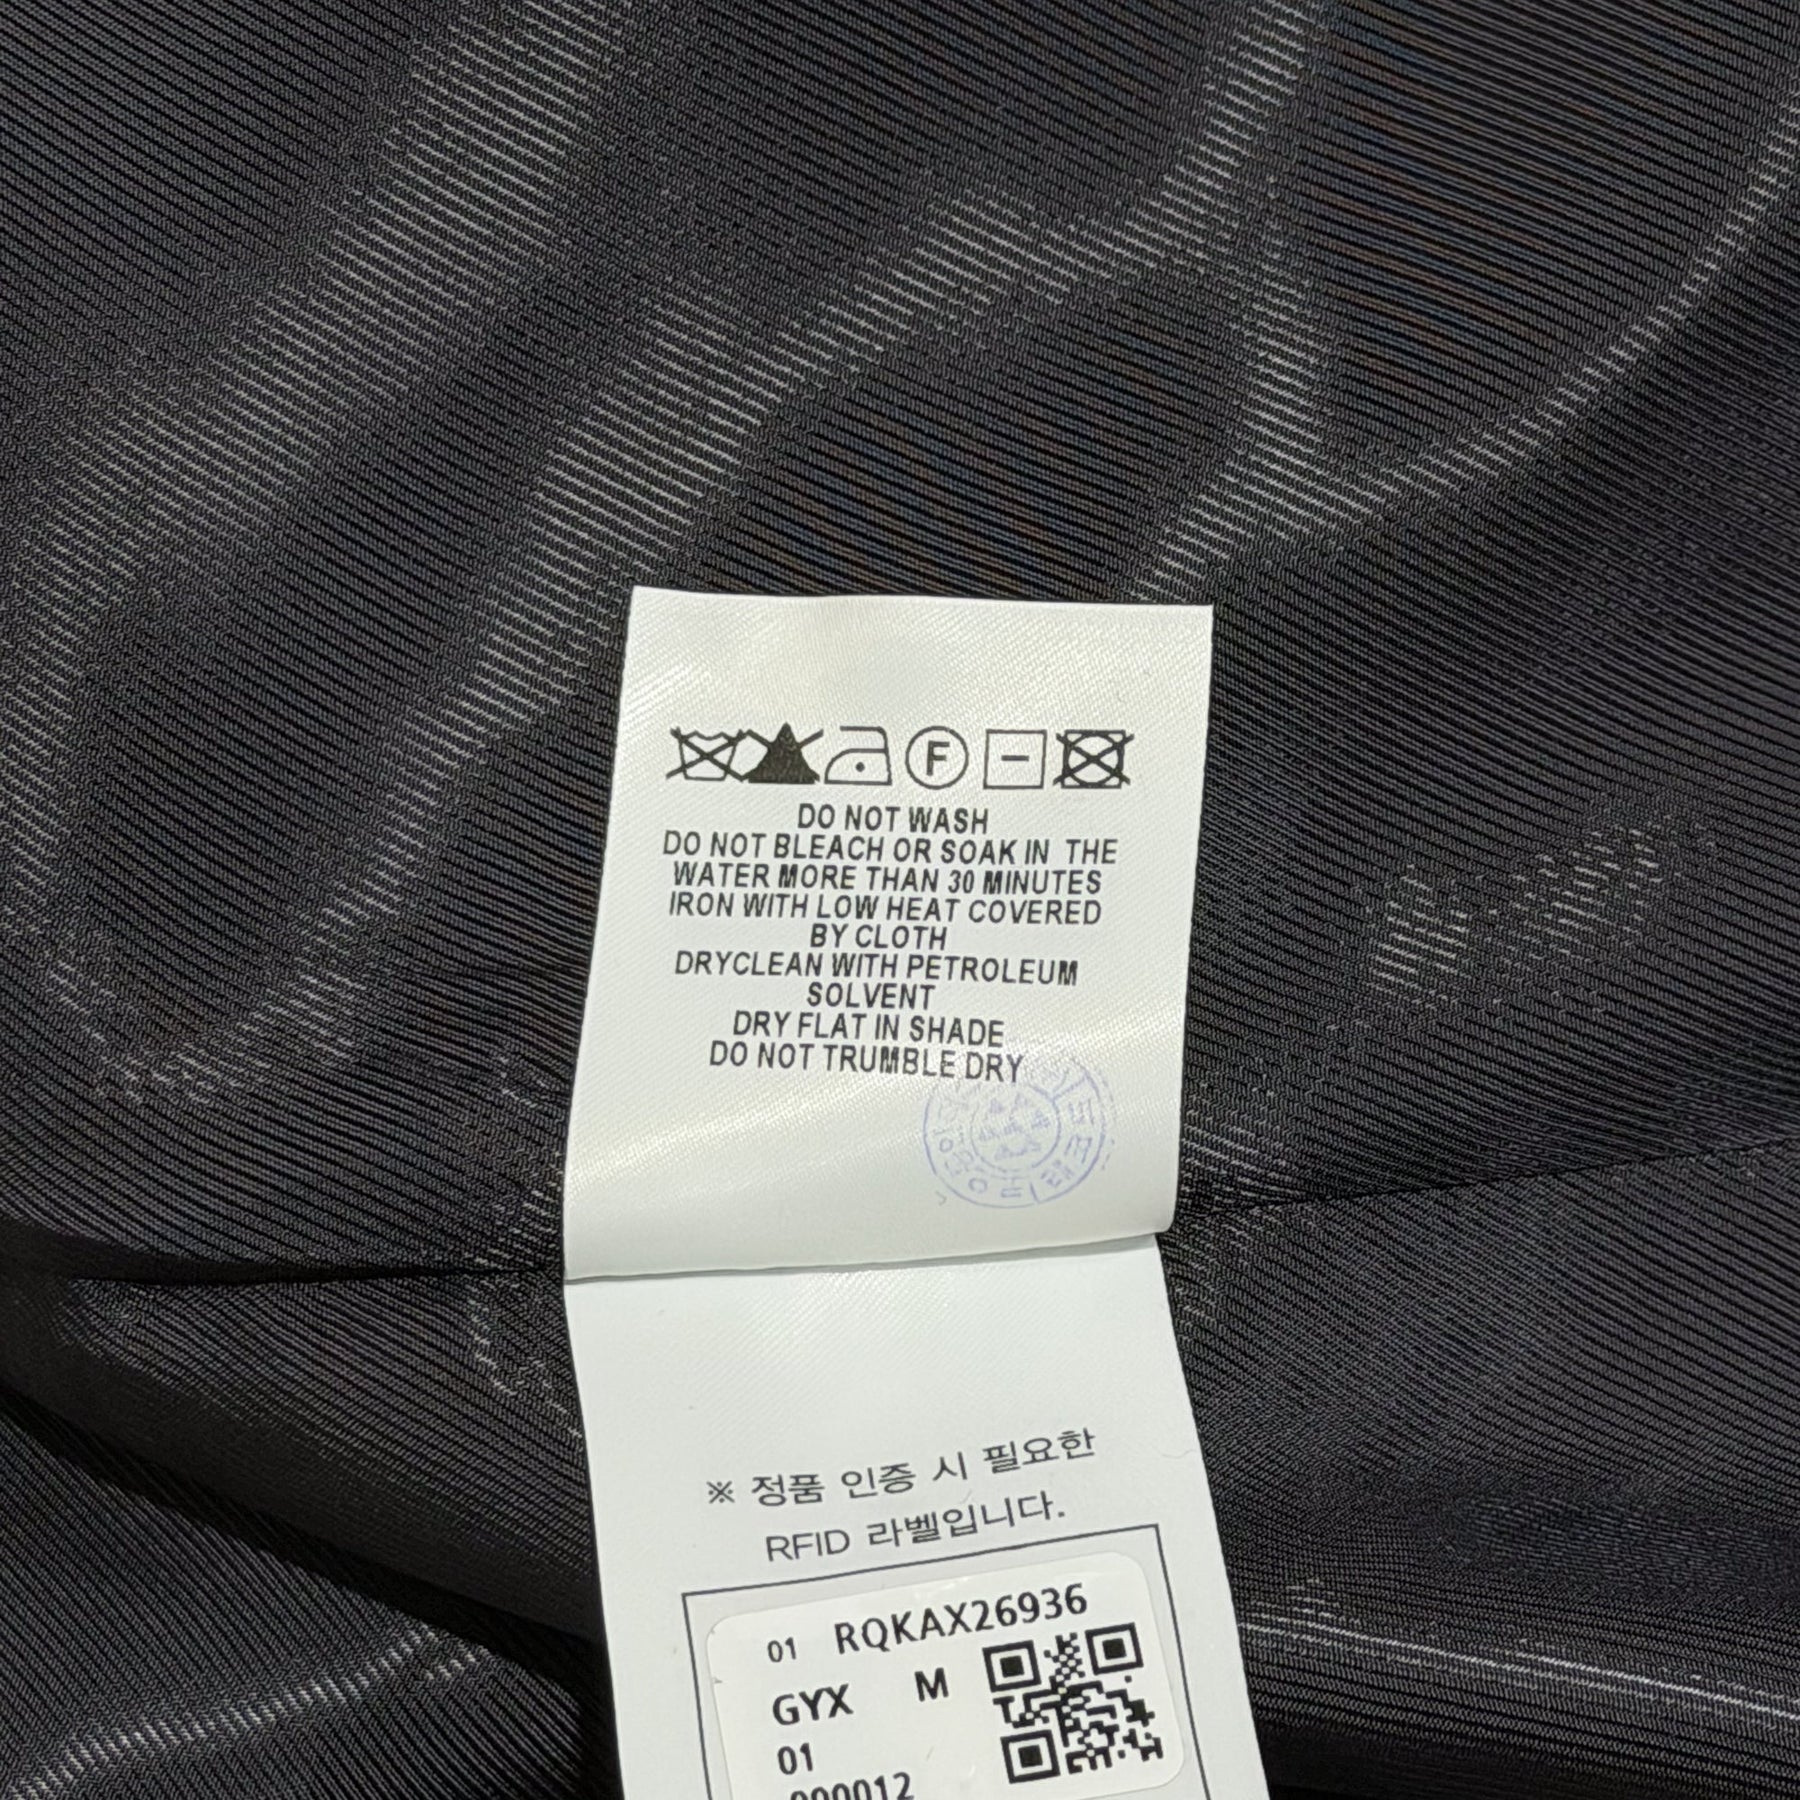 F
DO NOT WASH
DO NOT BLEACH OR SOAK IN THE
WATER MORE THAN 30 MINUTES
IRON WITH LOW HEAT COVERED
BY CLOTH
DRYCLEAN WITH PETROLEUM
SOLVENT
DRY FLAT IN SHADE
DO NOT TRUMBLE DRY
※ 정품 인증 시 필요한
RFID 라벨입니다.
01 RQKAX26936
GYX M
01
000012